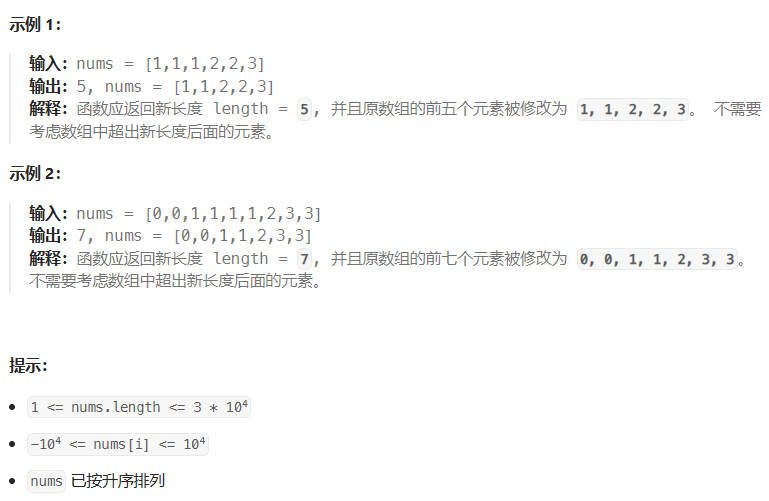 示例 1：
输入：nums = [1,1,1,2,2,3]
输出：5, nums = [1,1,2,2,3]
解释：函数应返回新长度 length = 5, 并且原数组的前五个元素被修改为 1, 1, 2, 2, 3。 不需要
考虑数组中超出新长度后面的元素。
示例 2：
输入：nums = [0,0,1,1,1,1,2,3,3]
输出：7, nums = [0,0,1,1,2,3,3]
解释：函数应返回新长度 length = 7, 并且原数组的前七个元素被修改为 0, 0, 1, 1, 2, 3, 3。
不需要考虑数组中超出新长度后面的元素。
提示：
• 1 <= nums.length <= 3 * 10⁴
• -10⁴ <= nums[i] <= 10⁴
• nums 已按升序排列